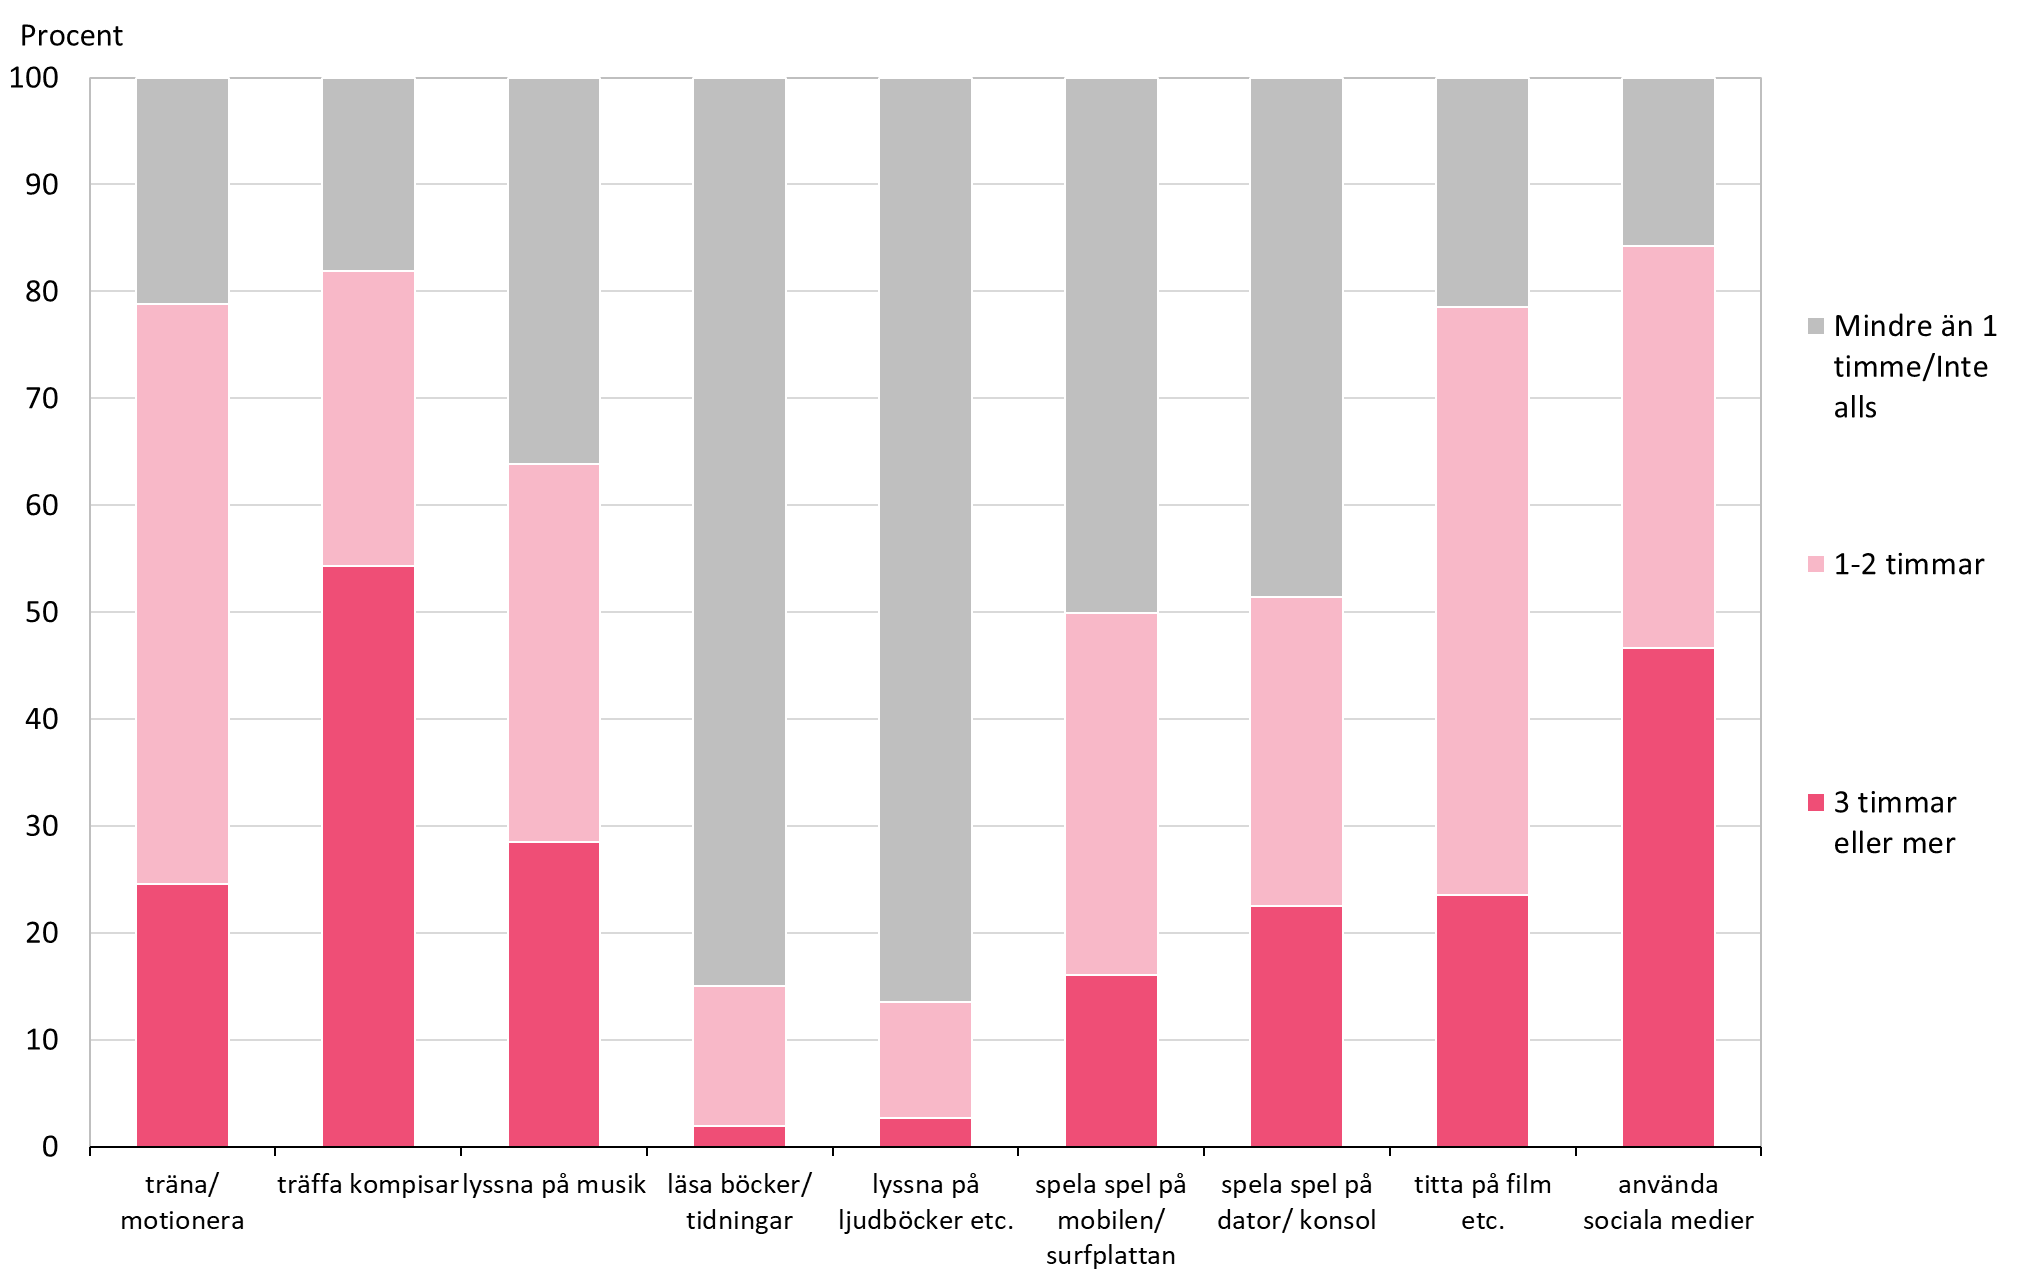 Procent
100
90
80
70
60
50
40
30
20
10
0
träna/
motionera
träffa kompisar
lyssna på musik
läsa böcker/
tidningar
lyssna på
ljudböcker etc.
spela spel på
mobilen/
surfplattan
spela spel på
dator/ konsol
titta på film
etc.
använda
sociala medier
Mindre än 1
timme/Inte
alls
1-2 timmar
3 timmar
eller mer